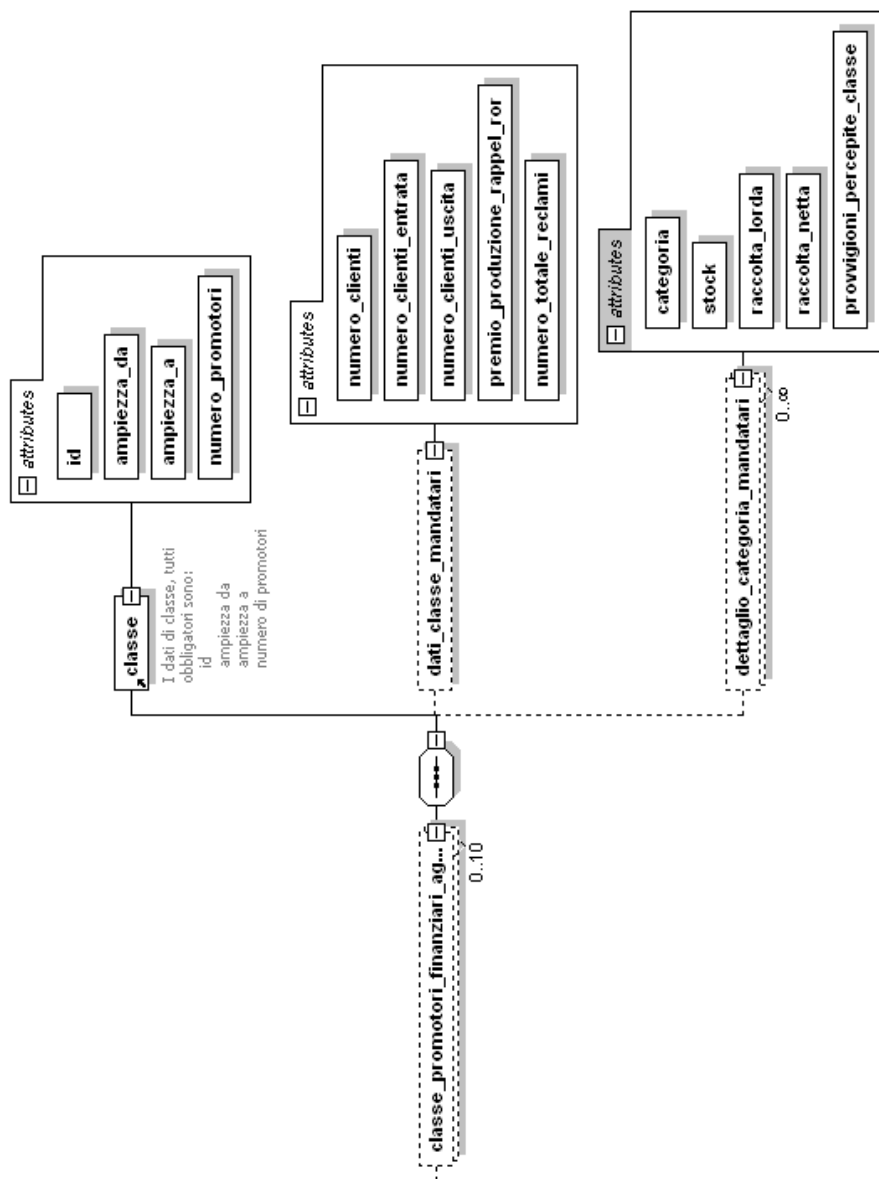 classe_promotori_finanziari_ag...
0..10
classe
I dati di classe, tutti
obbligatori sono:
id
ampiezza da
ampiezza a
numero di promotori
attributes
id
ampiezza_da
ampiezza_a
numero_promotori
dati_classe_mandatari
attributes
numero_clienti
numero_clienti_entrata
numero_clienti_uscita
premio_produzione_rappel_ror
numero_totale_reclami
dettaglio_categoria_mandatari
0..∞
attributes
categoria
stock
raccolta_lorda
raccolta_netta
provvigioni_percepite_classe